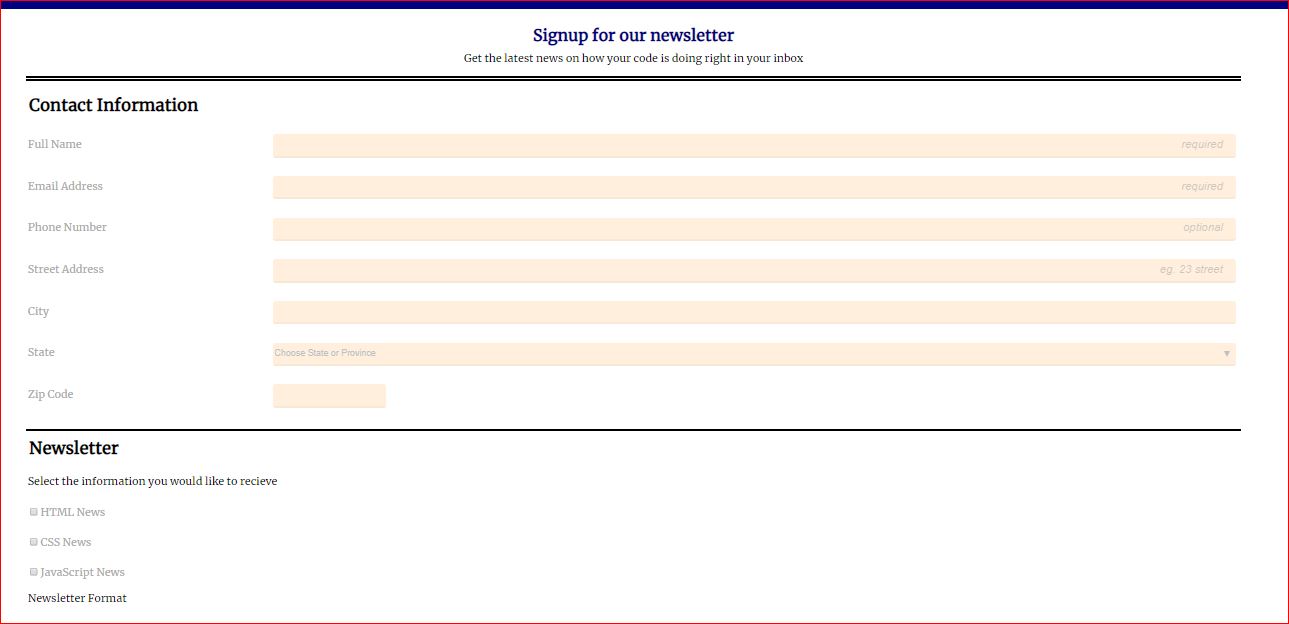 Signup for our newsletter
Get the latest news on how your code is doing right in your inbox
Contact Information
Full Name required
Email Address required
Phone Number optional
Street Address eg. 23 street
City
State Choose State or Province
Zip Code
Newsletter
Select the information you would like to recieve
HTML News
CSS News
JavaScript News
Newsletter Format